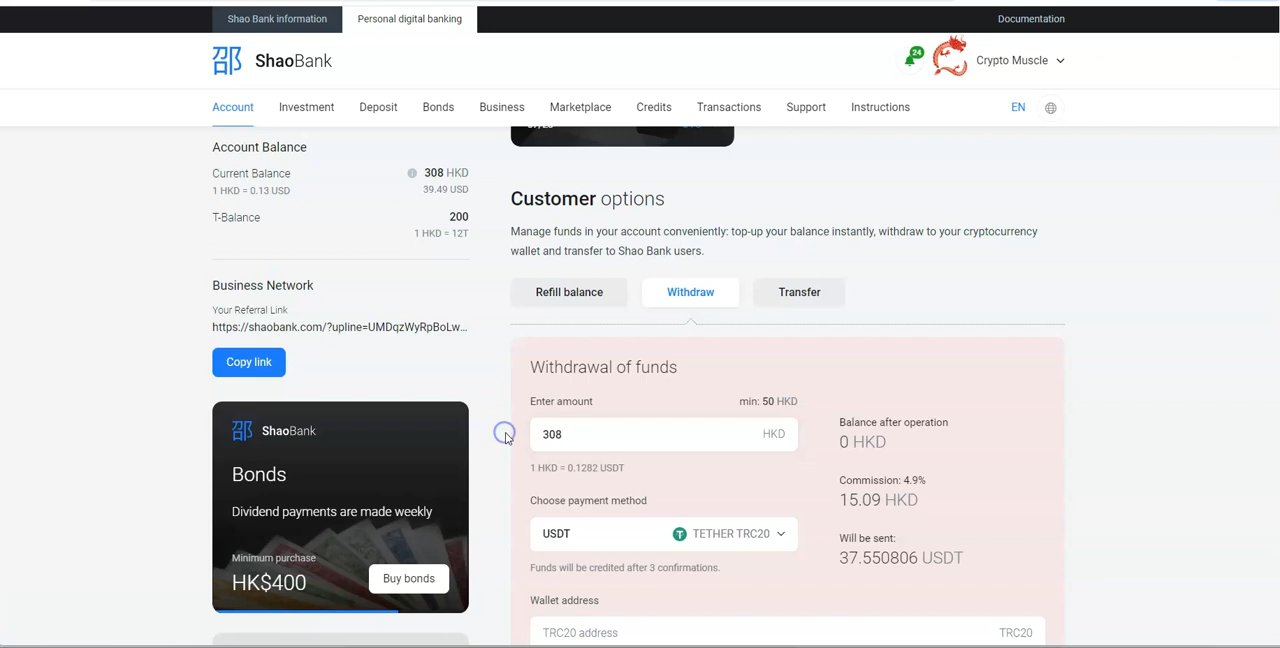 Shao Bank information
Personal digital banking
Documentation
邵 ShaoBank
24
Crypto Muscle
Account
Investment
Deposit
Bonds
Business
Marketplace
Credits
Transactions
Support
Instructions
EN
Account Balance
Current Balance
308 HKD
1 HKD = 0.13 USD
39.49 USD
T-Balance
200
1 HKD = 12T
Business Network
Your Referral Link
https://shaobank.com/?upline=UMDqzWyRpBoLw...
Copy link
邵 ShaoBank
Bonds
Dividend payments are made weekly
Minimum purchase
HK$400
Buy bonds
Customer options
Manage funds in your account conveniently: top-up your balance instantly, withdraw to your cryptocurrency
wallet and transfer to Shao Bank users.
Refill balance
Withdraw
Transfer
Withdrawal of funds
Enter amount
min: 50 HKD
308
HKD
1 HKD = 0.1282 USDT
Choose payment method
USDT
TETHER TRC20
Funds will be credited after 3 confirmations.
Wallet address
TRC20 address
TRC20
Balance after operation
0 HKD
Commission: 4.9%
15.09 HKD
Will be sent:
37.550806 USDT